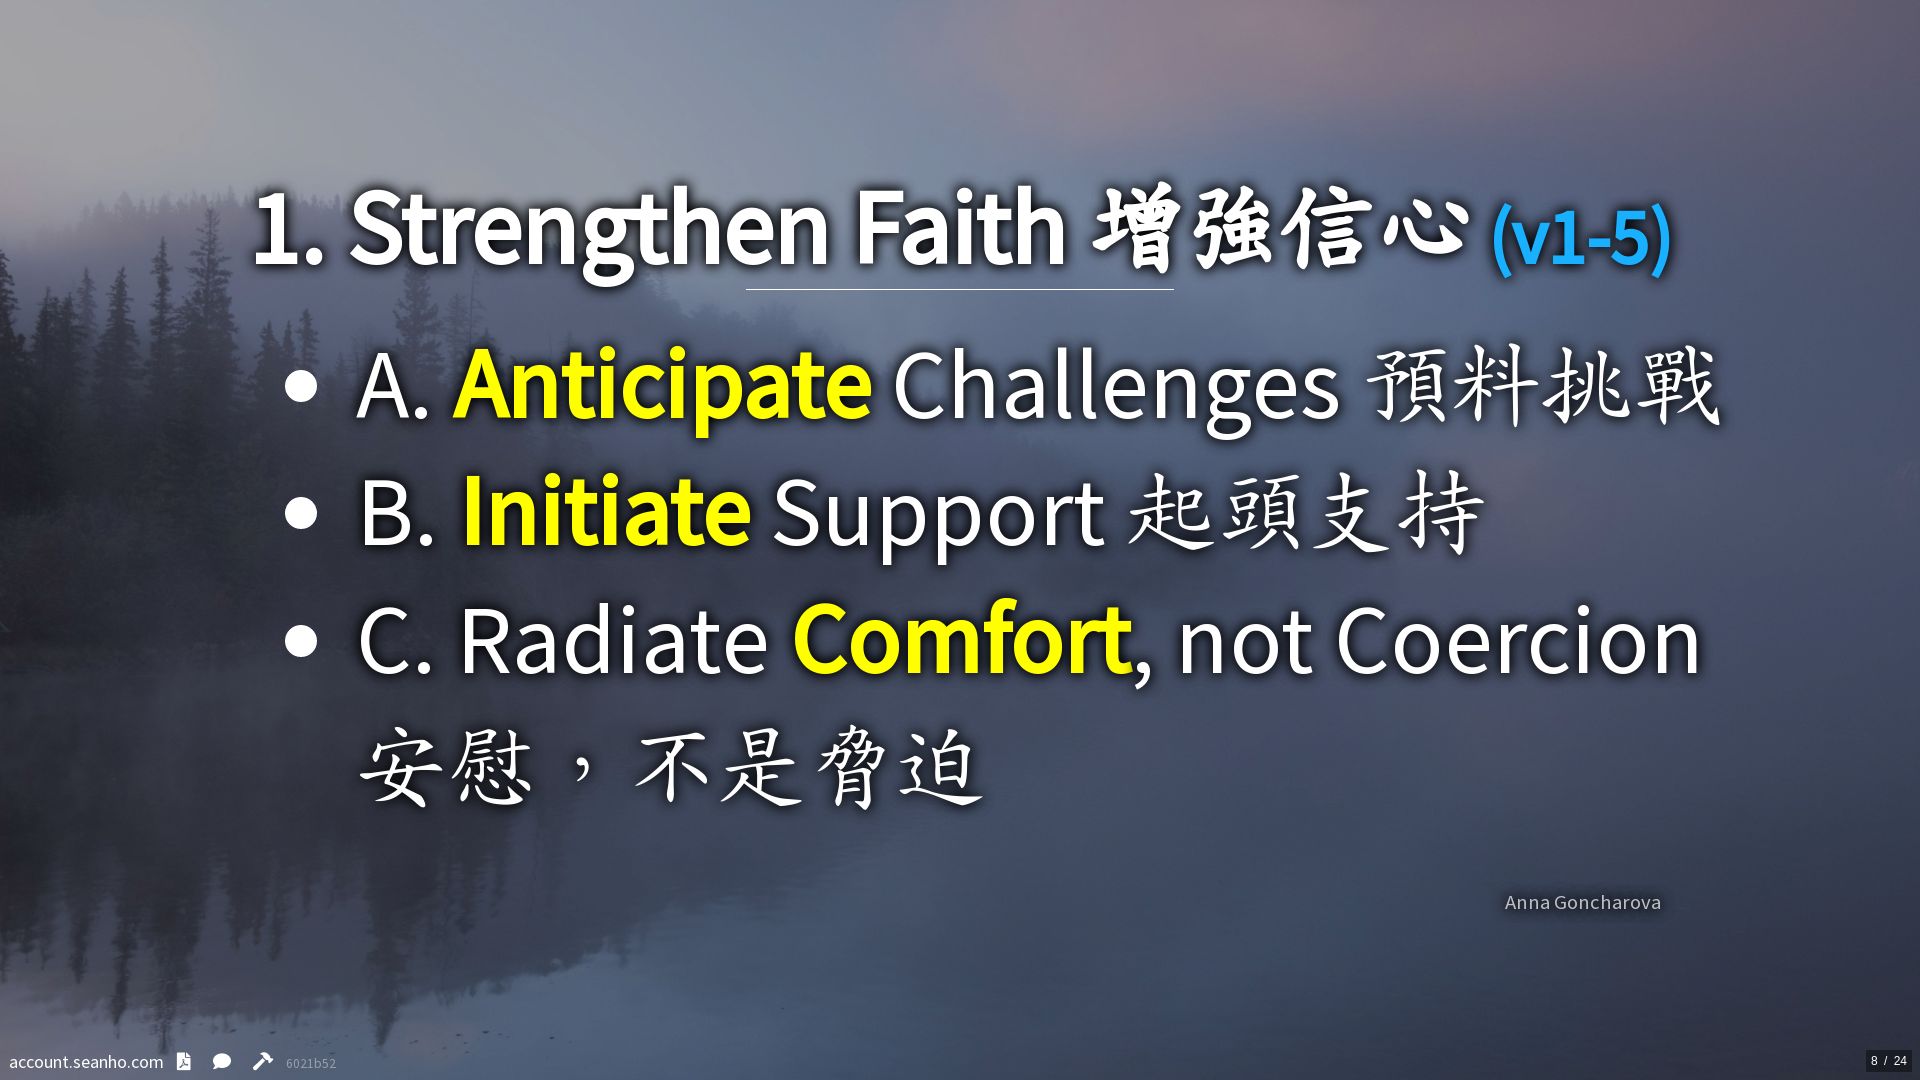 1. Strengthen Faith 增強信心 (v1-5)
• A. Anticipate Challenges 預料挑戰
• B. Initiate Support 起頭支持
• C. Radiate Comfort, not Coercion
安慰，不是脅迫
Anna Goncharova
account.seanho.com 6021b52
8 / 24